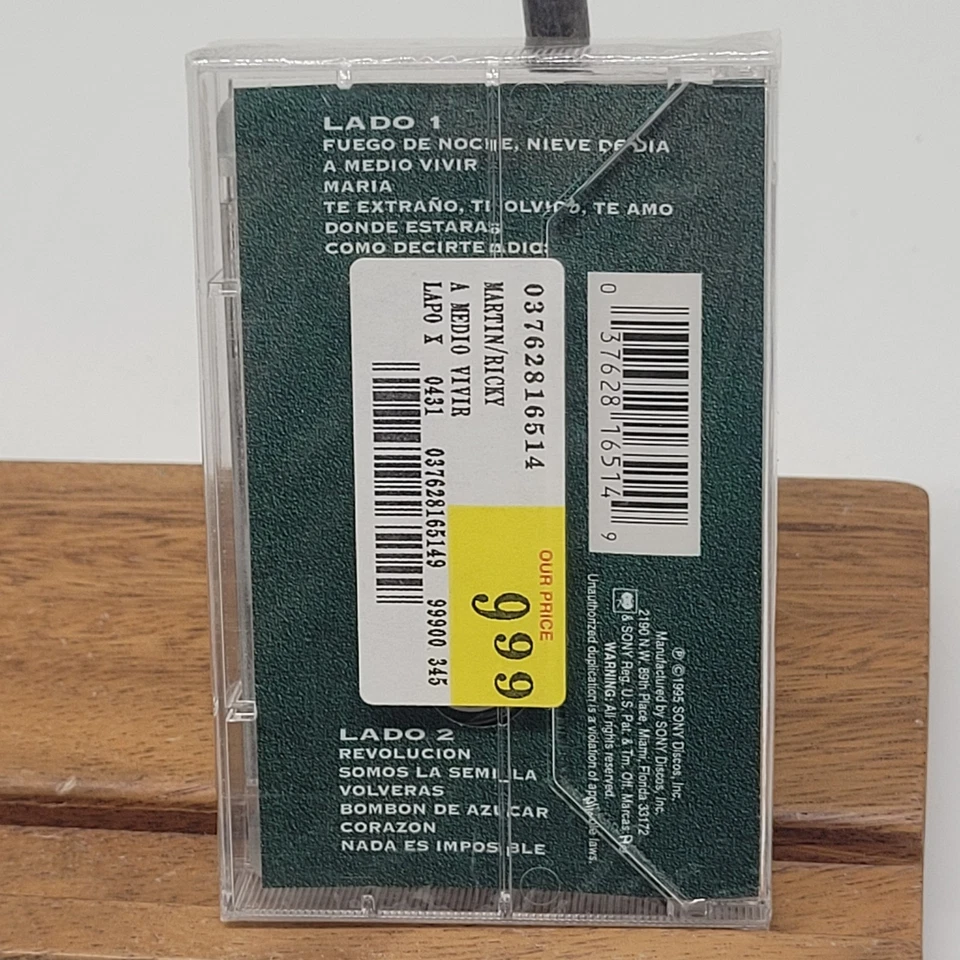 LADO 1
FUEGO DE NOCHE, NIEVE DE DIA
A MEDIO VIVIR
MARIA
TE EXTRAÑO, TE OLVIDO, TE AMO
DONDE ESTARAS
COMO DECIRTE ADIOS
03762816514
MARTIN/RICKY
A MEDIO VIVIR
LAPO X 0431 037628165149 99900 345
OUR PRICE
999
0 37628 16514 9
℗ © 1995 SONY Discos, Inc.
Manufactured by SONY Discos, Inc.
2190 N.W. 89th Place, Miami, Florida 33172
& SONY Reg. U.S. Pat. & Tm. Off. Marcas Reg.
WARNING: All rights reserved.
Unauthorized duplication is a violation of applicable laws.
LADO 2
REVOLUCION
SOMOS LA SEMILLA
VOLVERAS
BOMBON DE AZUCAR
CORAZON
NADA ES IMPOSIBLE